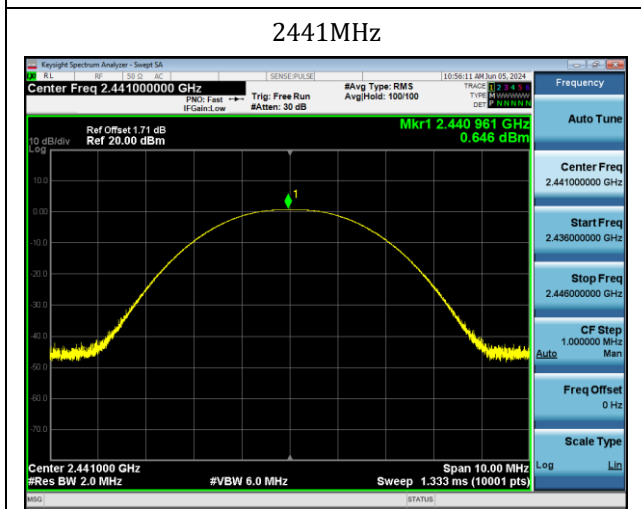 2441MHz
Keysight Spectrum Analyzer - Swept SA
RL RF 50 Ω AC SENSE:PULSE 10:56:11 AM Jun 05, 2024
Center Freq 2.441000000 GHz #Avg Type: RMS TRACE 1 2 3 4 5 6
PNO: Fast Trig: Free Run Avg|Hold: 100/100 TYPE M WWWWW
IFGain:Low #Atten: 30 dB DET P NNNNN
Frequency
Auto Tune
Ref Offset 1.71 dB Mkr1 2.440 961 GHz
10 dB/div Ref 20.00 dBm 0.646 dBm
Log
10.0
1
0.00
-10.0
-20.0
-30.0
-40.0
-50.0
-60.0
-70.0
Center 2.441000 GHz Span 10.00 MHz
#Res BW 2.0 MHz #VBW 6.0 MHz Sweep 1.333 ms (10001 pts)
Center Freq
2.441000000 GHz
Start Freq
2.436000000 GHz
Stop Freq
2.446000000 GHz
CF Step
1.000000 MHz
Auto Man
Freq Offset
0 Hz
Scale Type
Log Lin
MSG STATUS